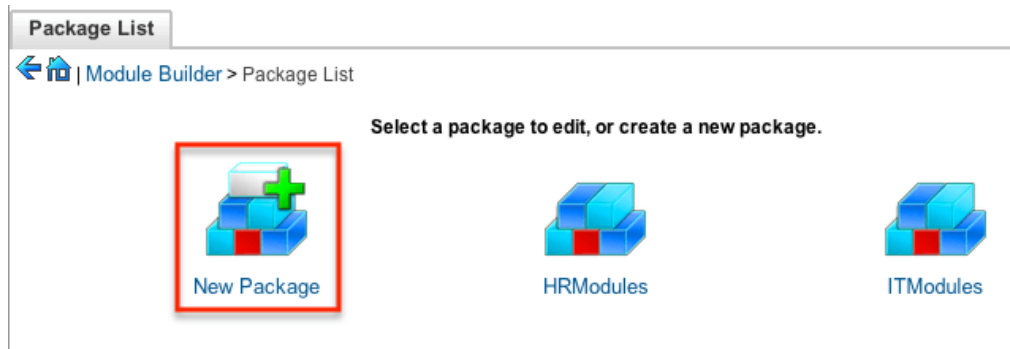 Package List
| Module Builder > Package List
Select a package to edit, or create a new package.
New Package HRModules ITModules